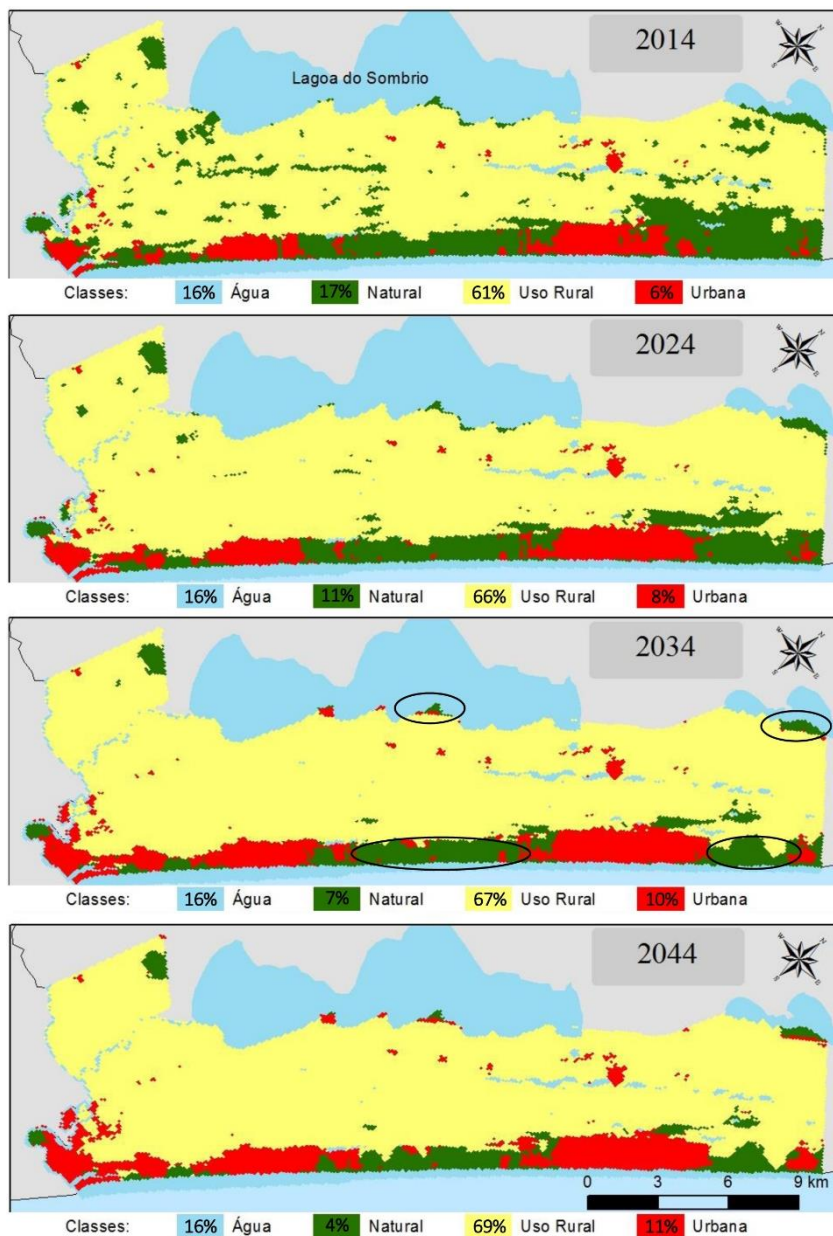 2014
Lagoa do Sombrio
Classes: 16% Água 17% Natural 61% Uso Rural 6% Urbana
2024
Classes: 16% Água 11% Natural 66% Uso Rural 8% Urbana
2034
Classes: 16% Água 7% Natural 67% Uso Rural 10% Urbana
2044
0 3 6 9 km
Classes: 16% Água 4% Natural 69% Uso Rural 11% Urbana